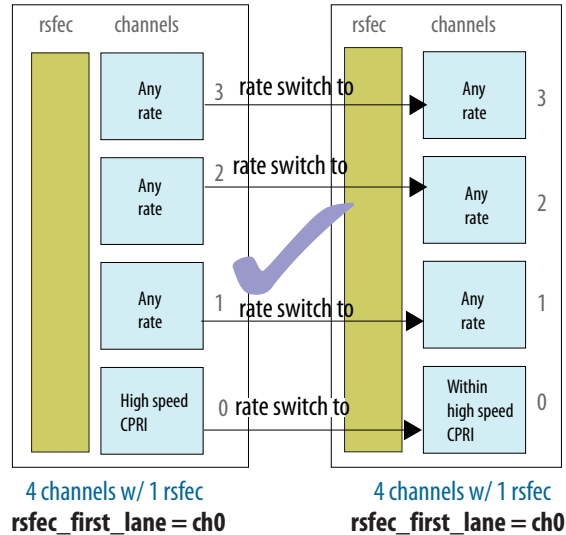 rsfec channels rsfec channels
Any
rate
3 rate switch to
Any
rate
3
Any
rate
2 rate switch to
Any
rate
2
Any
rate
1 rate switch to
Any
rate
1
High speed
CPRI
0 rate switch to
Within
high speed
CPRI
0
4 channels w/ 1 rsfec
rsfec_first_lane = ch0
4 channels w/ 1 rsfec
rsfec_first_lane = ch0